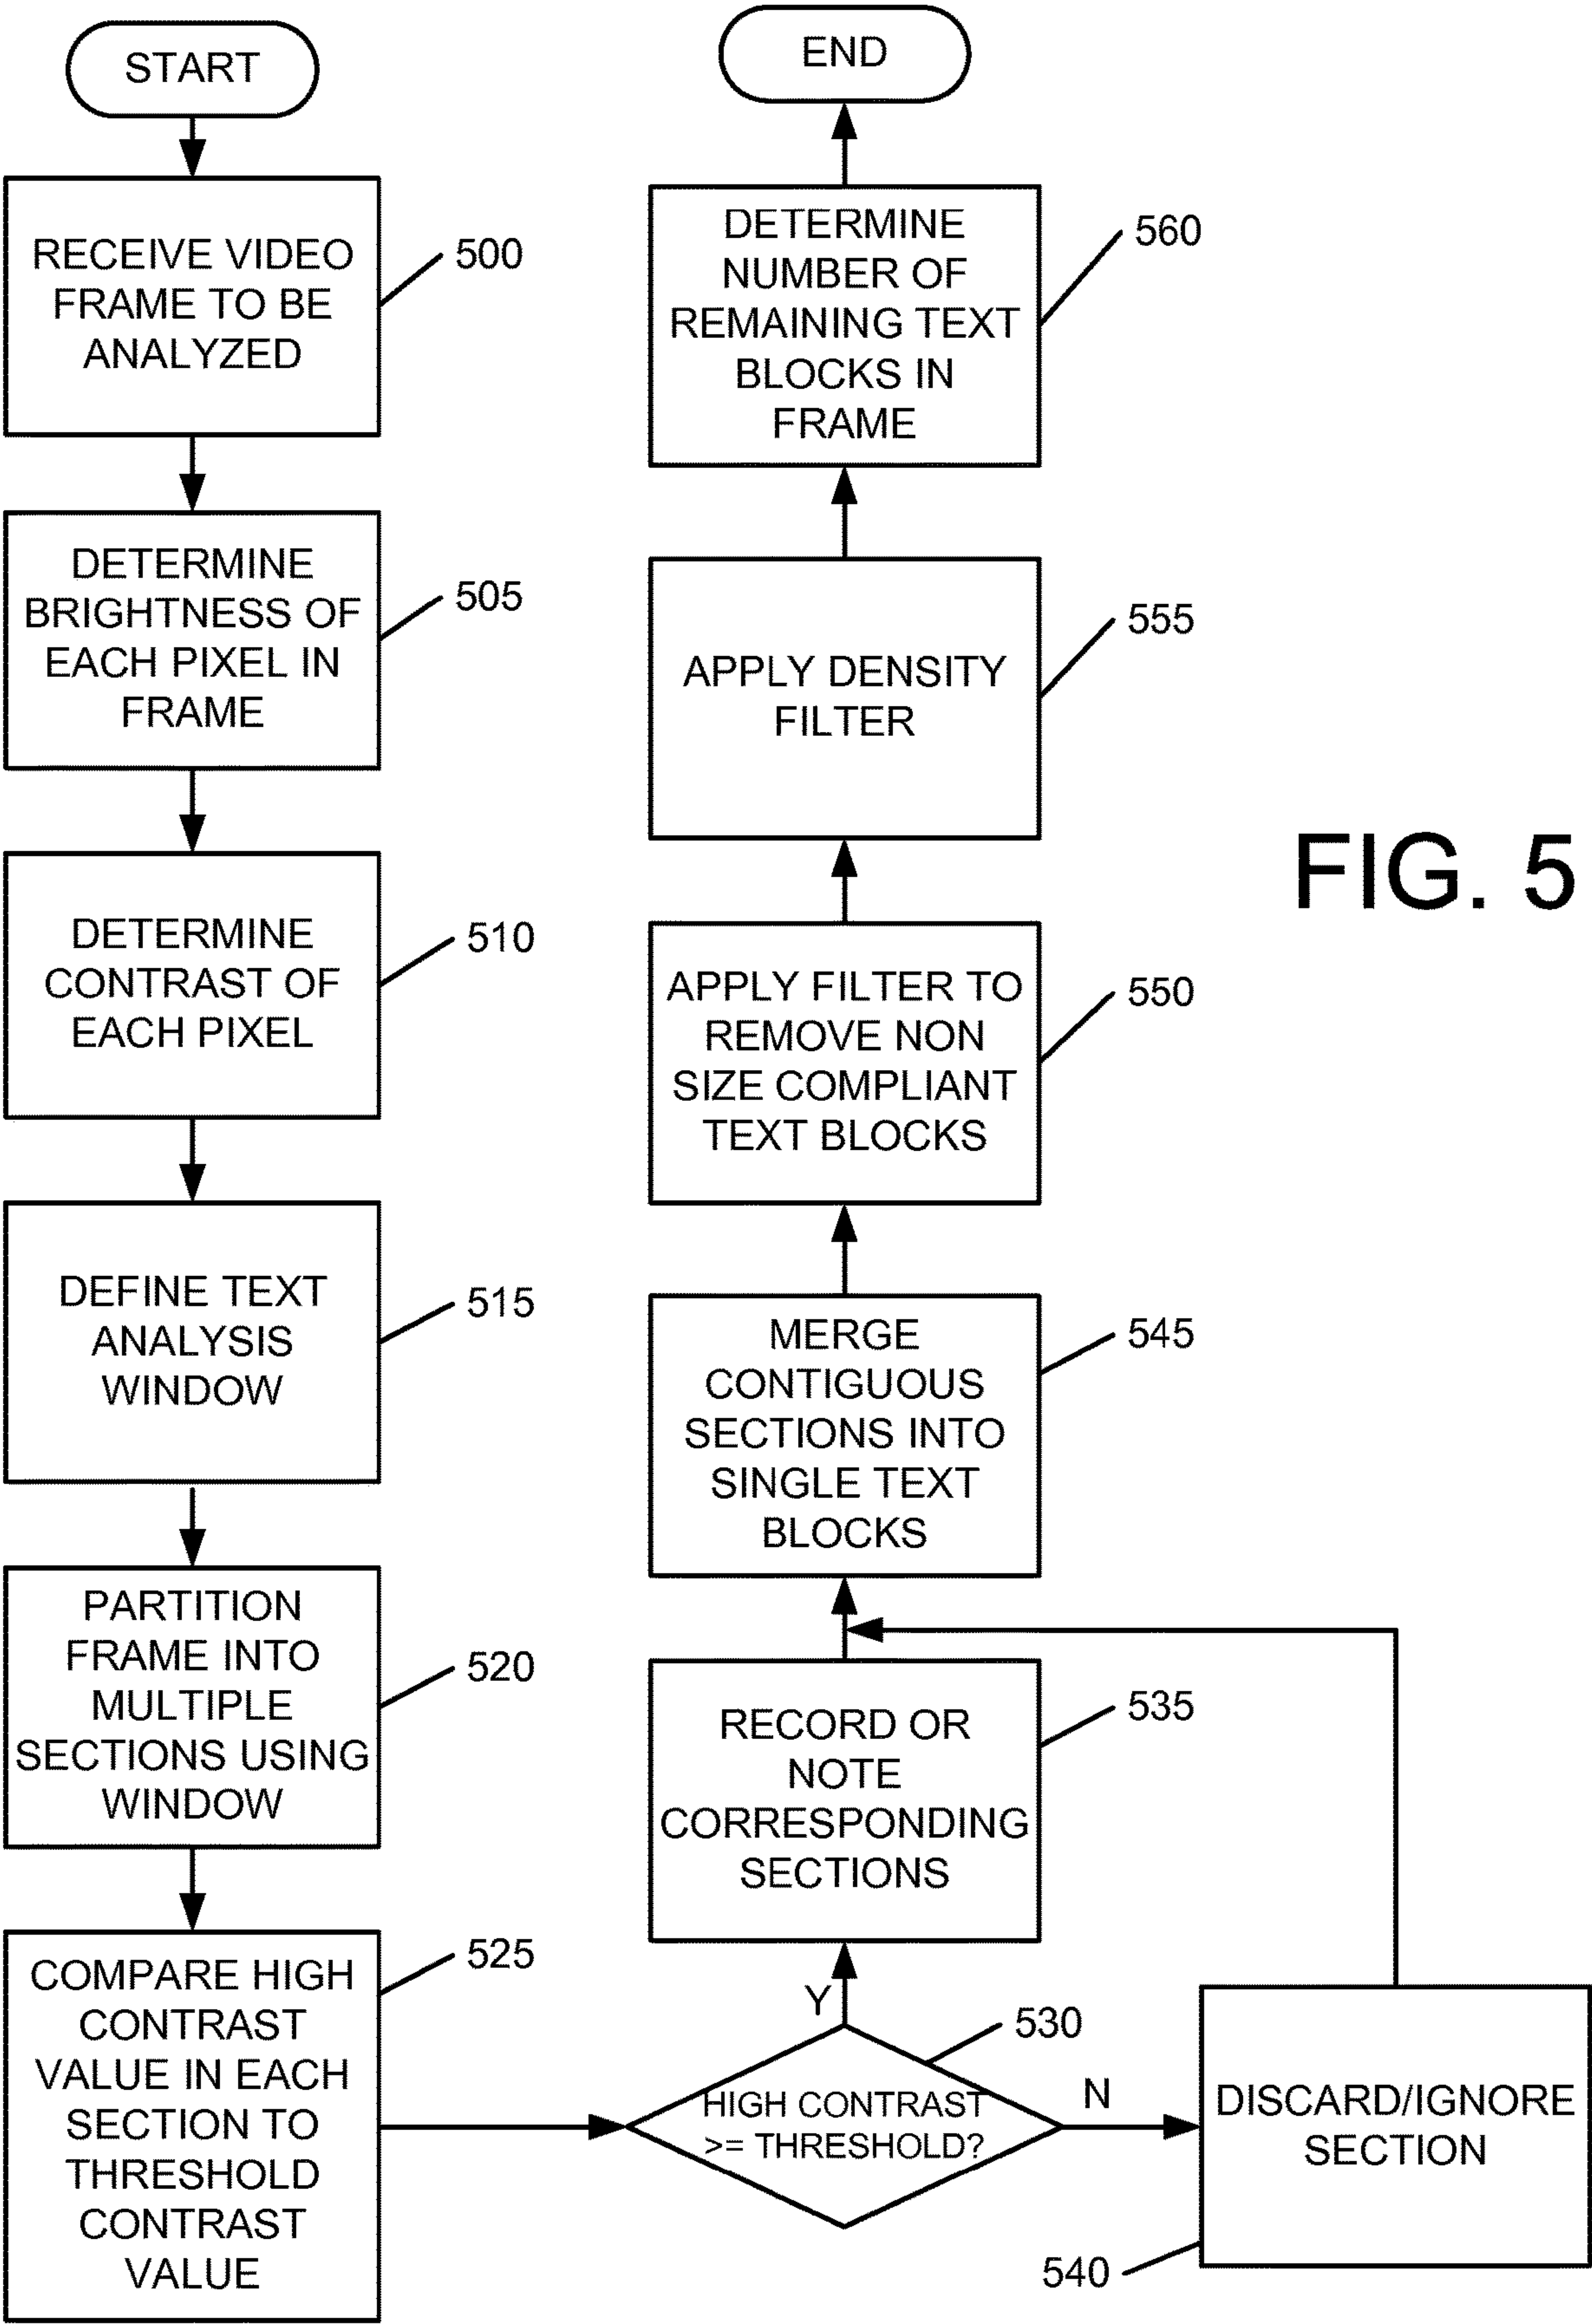 START
RECEIVE VIDEO
FRAME TO BE
ANALYZED
500
DETERMINE
BRIGHTNESS OF
EACH PIXEL IN
FRAME
505
DETERMINE
CONTRAST OF
EACH PIXEL
510
DEFINE TEXT
ANALYSIS
WINDOW
515
PARTITION
FRAME INTO
MULTIPLE
SECTIONS USING
WINDOW
520
COMPARE HIGH
CONTRAST
VALUE IN EACH
SECTION TO
THRESHOLD
CONTRAST
VALUE
525
HIGH CONTRAST
>= THRESHOLD?
530
Y
N
RECORD OR
NOTE
CORRESPONDING
SECTIONS
535
DISCARD/IGNORE
SECTION
540
MERGE
CONTIGUOUS
SECTIONS INTO
SINGLE TEXT
BLOCKS
545
APPLY FILTER TO
REMOVE NON
SIZE COMPLIANT
TEXT BLOCKS
550
APPLY DENSITY
FILTER
555
DETERMINE
NUMBER OF
REMAINING TEXT
BLOCKS IN
FRAME
560
END
FIG. 5